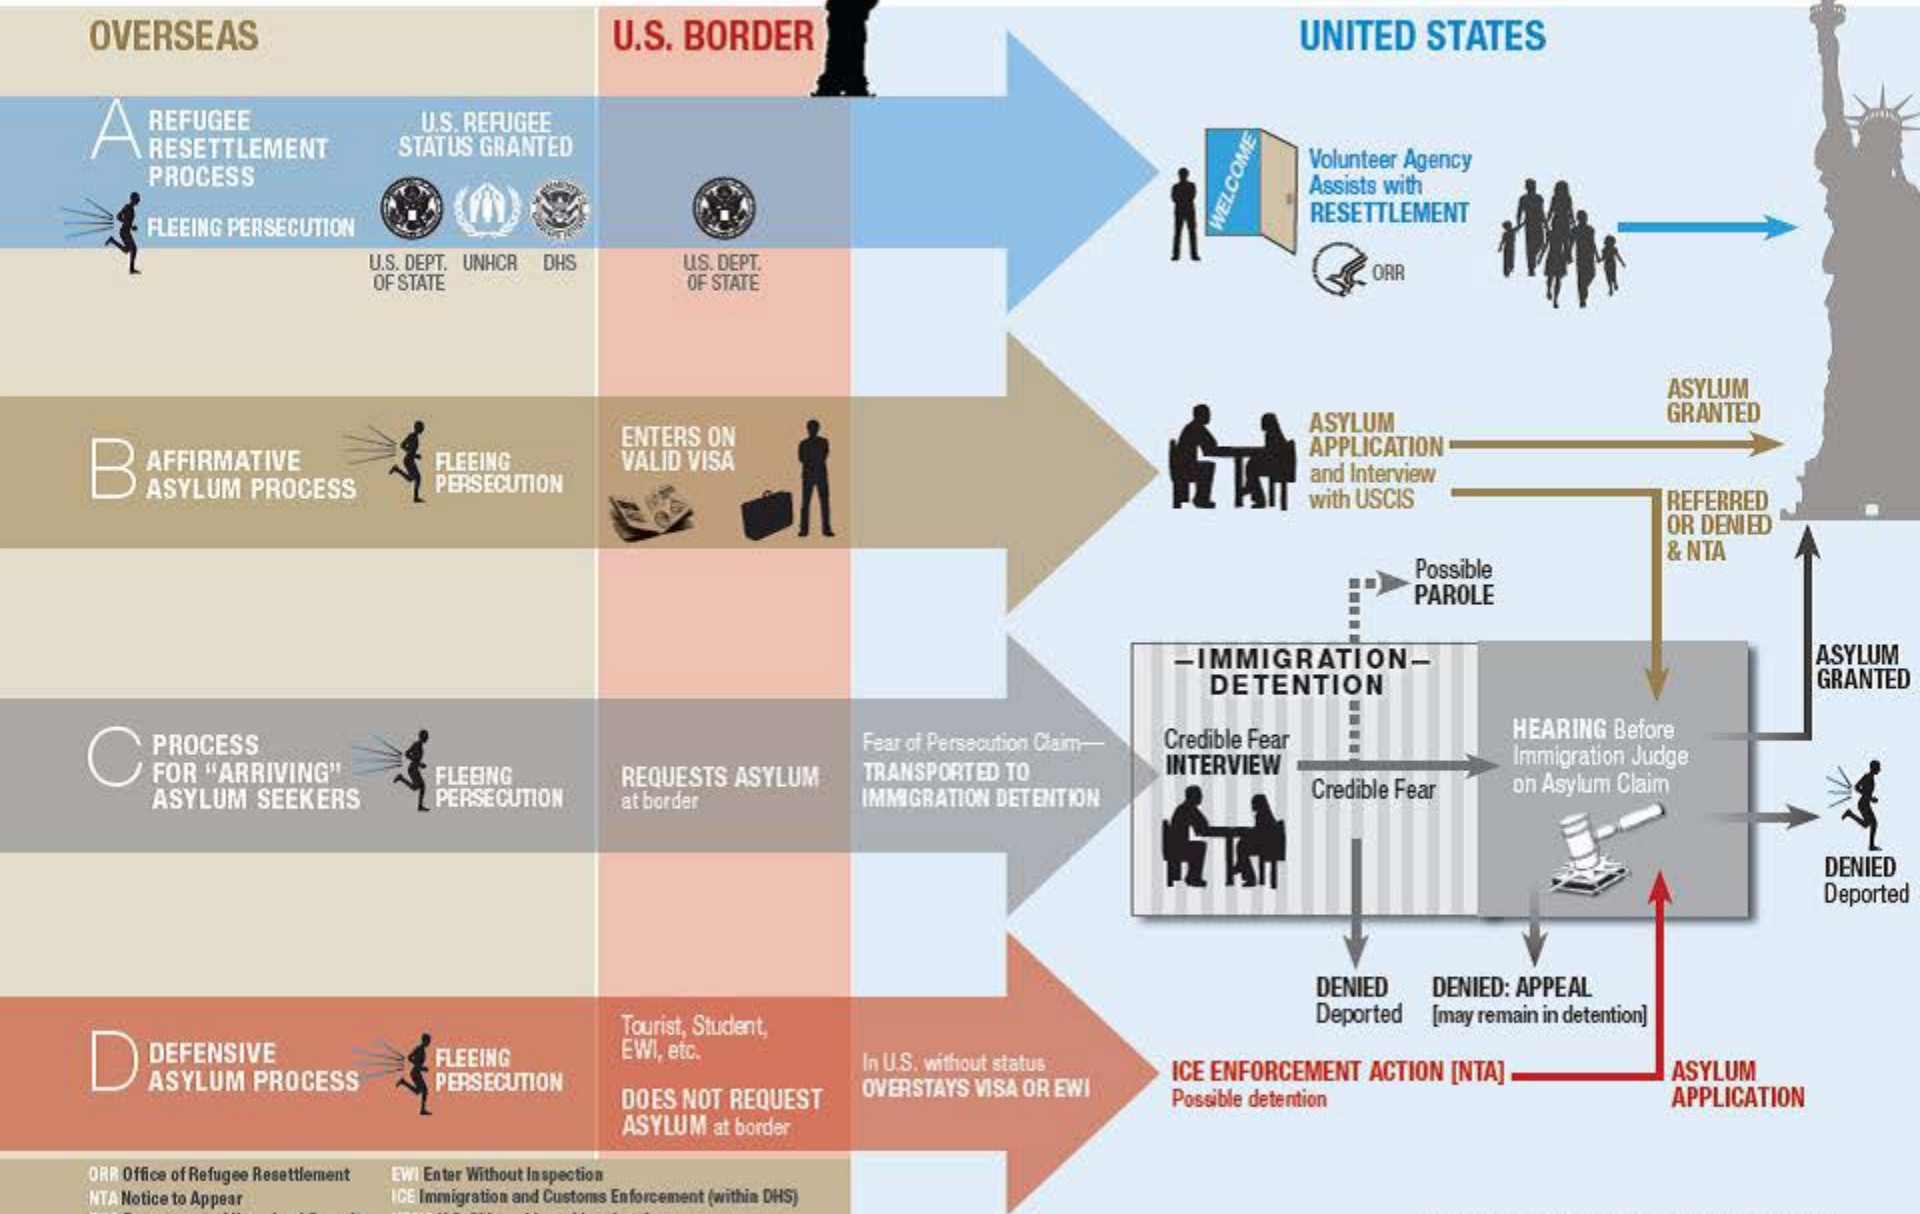 OVERSEAS
U.S. BORDER
UNITED STATES
A
REFUGEE
RESETTLEMENT
PROCESS
FLEEING PERSECUTION
U.S. REFUGEE
STATUS GRANTED
U.S. DEPT.
OF STATE
UNHCR
DHS
U.S. DEPT.
OF STATE
WELCOME
Volunteer Agency
Assists with
RESETTLEMENT
ORR
B
AFFIRMATIVE
ASYLUM PROCESS
FLEEING
PERSECUTION
ENTERS ON
VALID VISA
ASYLUM
APPLICATION
and Interview
with USCIS
ASYLUM
GRANTED
REFERRED
OR DENIED
& NTA
Possible
PAROLE
C
PROCESS
FOR “ARRIVING”
ASYLUM SEEKERS
FLEEING
PERSECUTION
REQUESTS ASYLUM
at border
Fear of Persecution Claim—
TRANSPORTED TO
IMMIGRATION DETENTION
–IMMIGRATION–
DETENTION
Credible Fear
INTERVIEW
Credible Fear
HEARING Before
Immigration Judge
on Asylum Claim
ASYLUM
GRANTED
DENIED
Deported
DENIED
Deported
DENIED: APPEAL
[may remain in detention]
D
DEFENSIVE
ASYLUM PROCESS
FLEEING
PERSECUTION
Tourist, Student,
EWI, etc.
DOES NOT REQUEST
ASYLUM at border
In U.S. without status
OVERSTAYS VISA OR EWI
ICE ENFORCEMENT ACTION [NTA]
Possible detention
ASYLUM
APPLICATION
ORR Office of Refugee Resettlement
NTA Notice to Appear
EWI Enter Without Inspection
ICE Immigration and Customs Enforcement (within DHS)